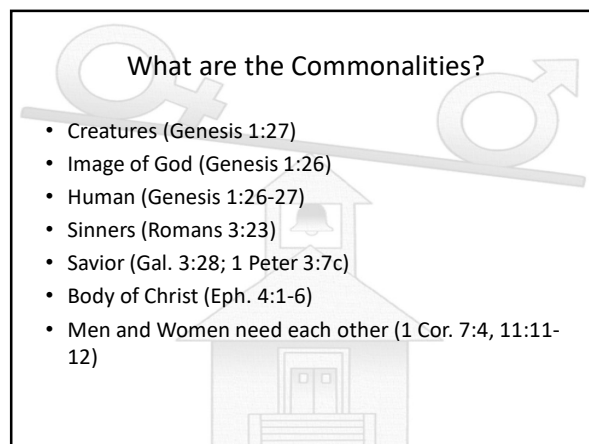 What are the Commonalities?
• Creatures (Genesis 1:27)
• Image of God (Genesis 1:26)
• Human (Genesis 1:26-27)
• Sinners (Romans 3:23)
• Savior (Gal. 3:28; 1 Peter 3:7c)
• Body of Christ (Eph. 4:1-6)
• Men and Women need each other (1 Cor. 7:4, 11:11-
12)